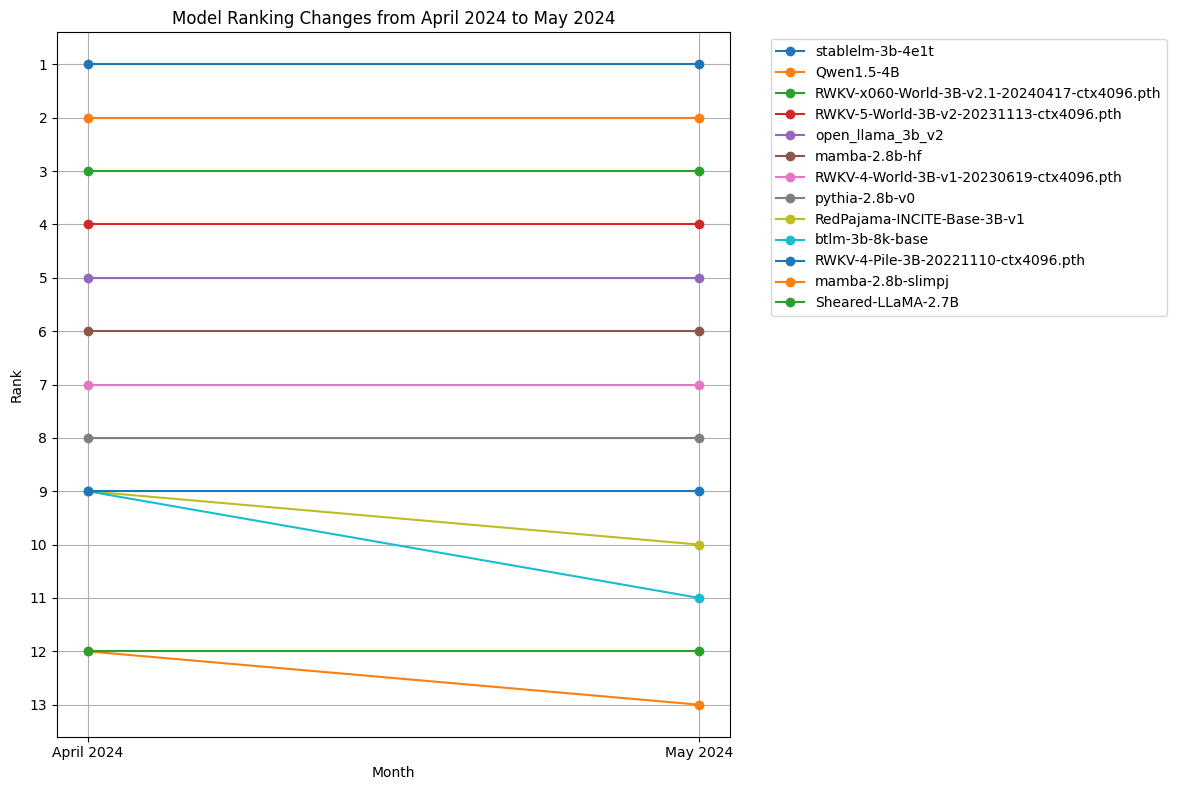 Model Ranking Changes from April 2024 to May 2024
Rank
1
2
3
4
5
6
7
8
9
10
11
12
13
April 2024
May 2024
Month
stablelm-3b-4e1t
Qwen1.5-4B
RWKV-x060-World-3B-v2.1-20240417-ctx4096.pth
RWKV-5-World-3B-v2-20231113-ctx4096.pth
open_llama_3b_v2
mamba-2.8b-hf
RWKV-4-World-3B-v1-20230619-ctx4096.pth
pythia-2.8b-v0
RedPajama-INCITE-Base-3B-v1
btlm-3b-8k-base
RWKV-4-Pile-3B-20221110-ctx4096.pth
mamba-2.8b-slimpj
Sheared-LLaMA-2.7B